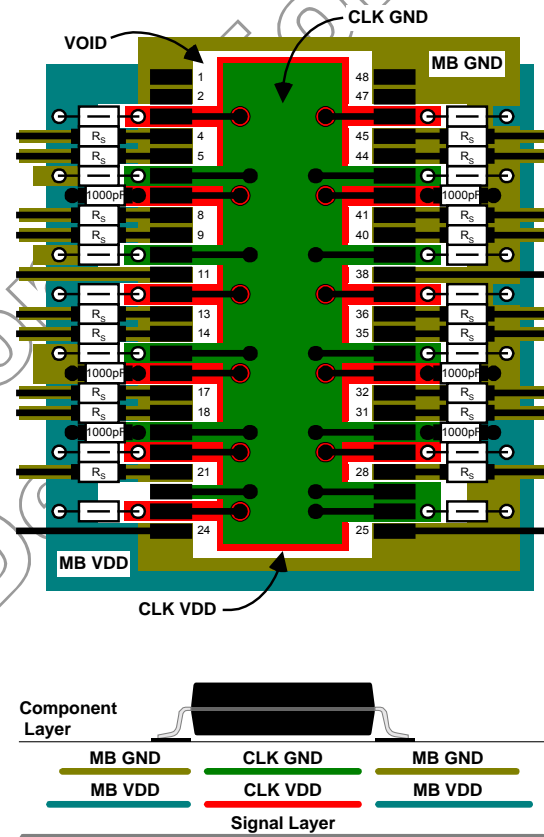 CLK GND
VOID
MB GND
1 48
2 47
RS 4 45 RS
RS 5 44 RS
1000pF 1000pF
RS 8 41 RS
RS 9 40 RS
11 38
RS 13 36 RS
RS 14 35 RS
1000pF 1000pF
RS 17 32 RS
RS 18 31 RS
1000pF 1000pF
RS 21 28 RS
24 25
MB VDD
CLK VDD
Component
Layer
MB GND CLK GND MB GND
MB VDD CLK VDD MB VDD
Signal Layer